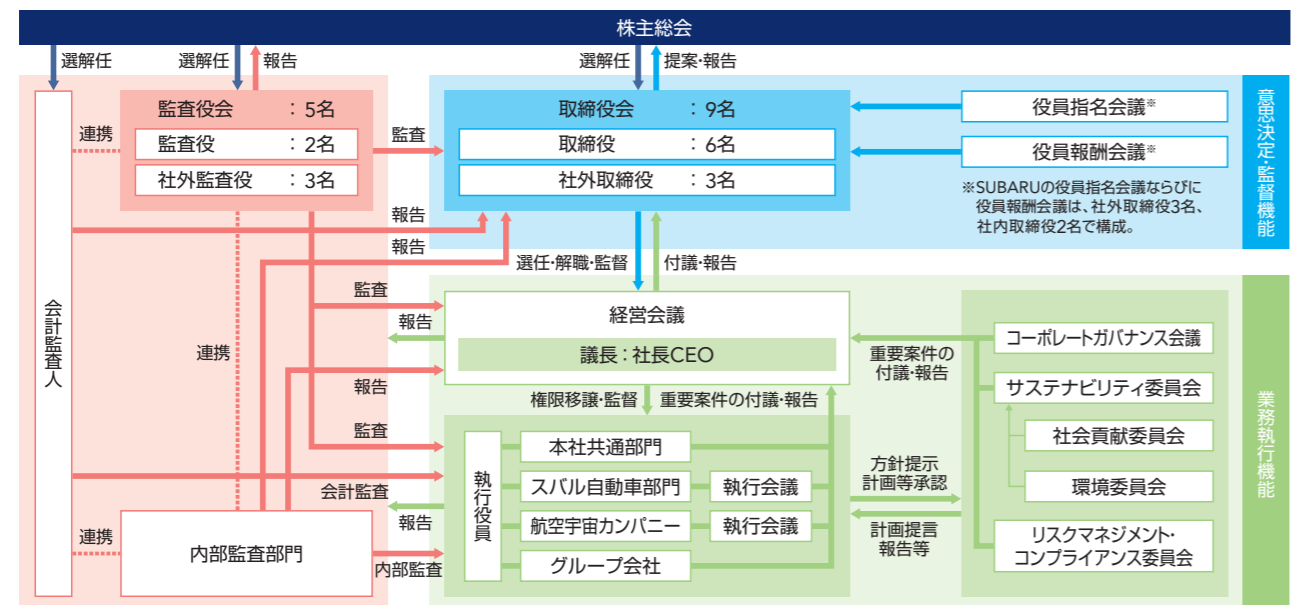 株主総会
選解任
選解任
報告
選解任
提案・報告
監査役会 ：5名
監査役 ：2名
社外監査役 ：3名
連携
監査
取締役会 ：9名
取締役 ：6名
社外取締役 ：3名
役員指名会議※
役員報酬会議※
※SUBARUの役員指名会議ならびに
役員報酬会議は、社外取締役3名、
社内取締役2名で構成。
意思決定・監督機能
報告
報告
選任・解職・監督
付議・報告
会計監査人
連携
監査
報告
報告
経営会議
議長：社長CEO
重要案件の
付議・報告
コーポレートガバナンス会議
サステナビリティ委員会
社会貢献委員会
環境委員会
リスクマネジメント・
コンプライアンス委員会
業務執行機能
権限移譲・監督
重要案件の付議・報告
監査
会計監査
報告
執行役員
本社共通部門
スバル自動車部門
執行会議
航空宇宙カンパニー
執行会議
グループ会社
方針提示
計画等承認
計画提言
報告等
連携
内部監査部門
内部監査